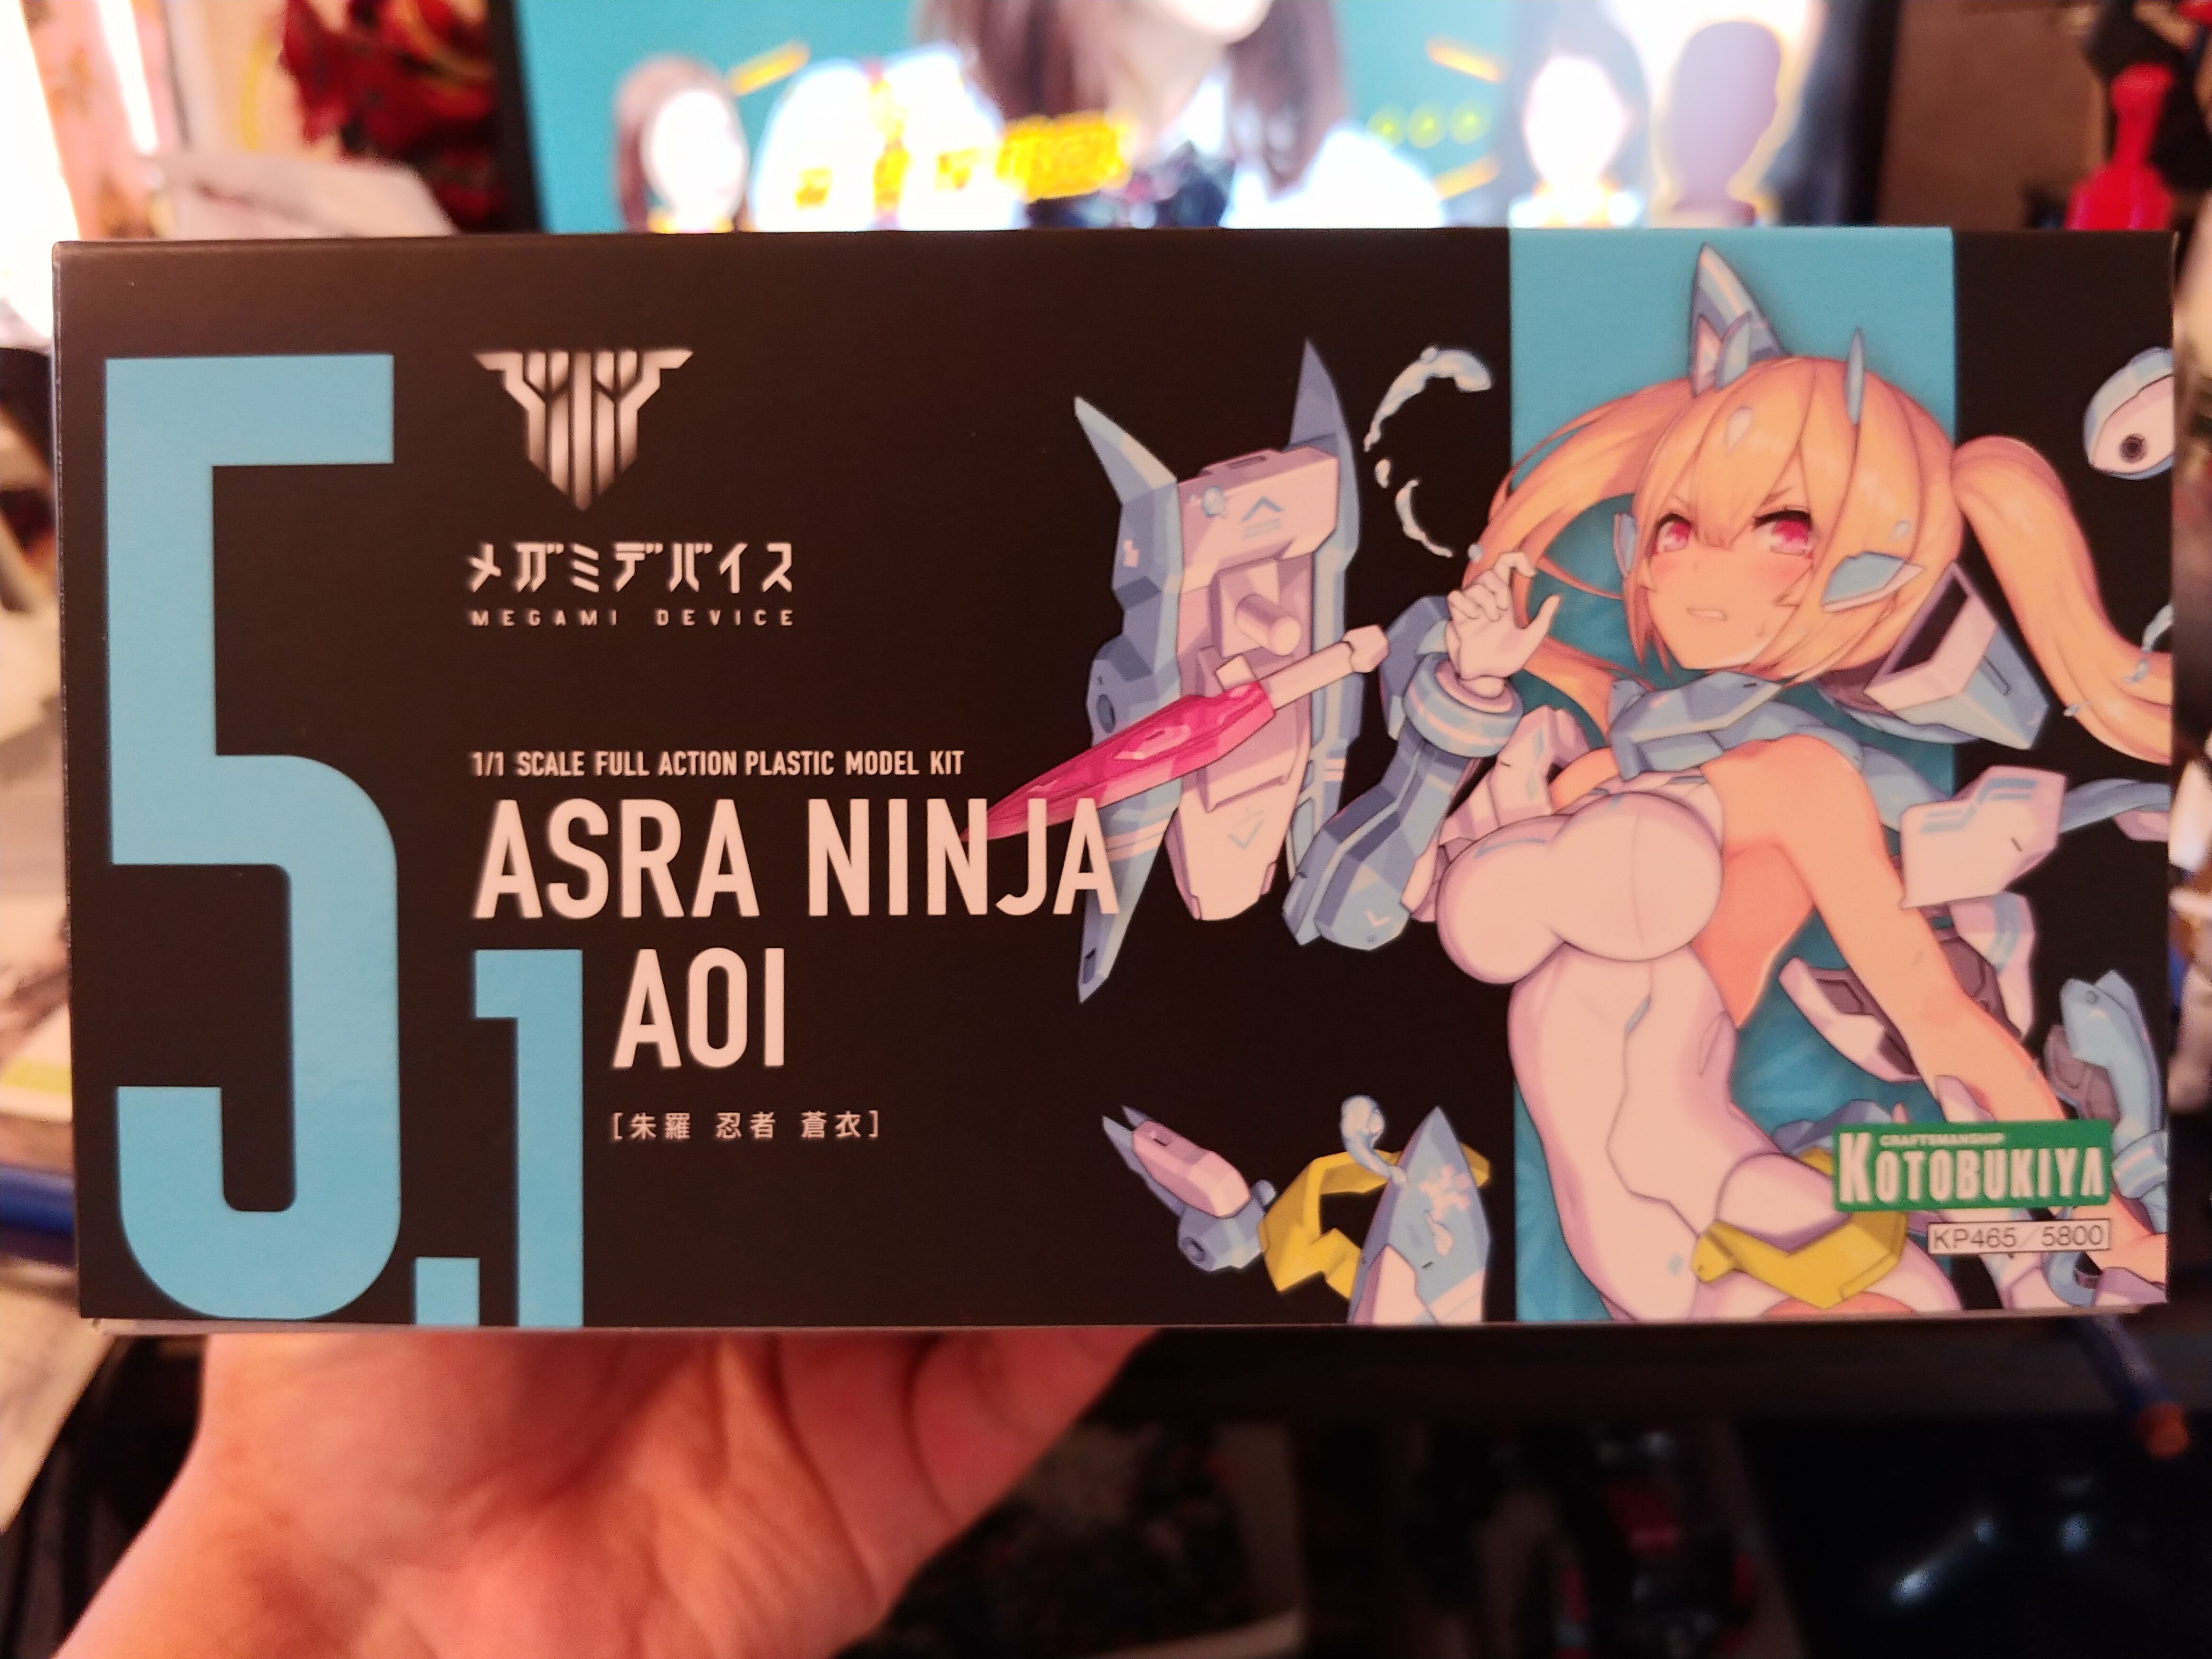 5.1
メガミデバイス
MEGAMI DEVICE
1/1 SCALE FULL ACTION PLASTIC MODEL KIT
ASRA NINJA
AOI
[朱羅 忍者 蒼衣]
CRAFTSMANSHIP
KOTOBUKIYA
KP465/5800